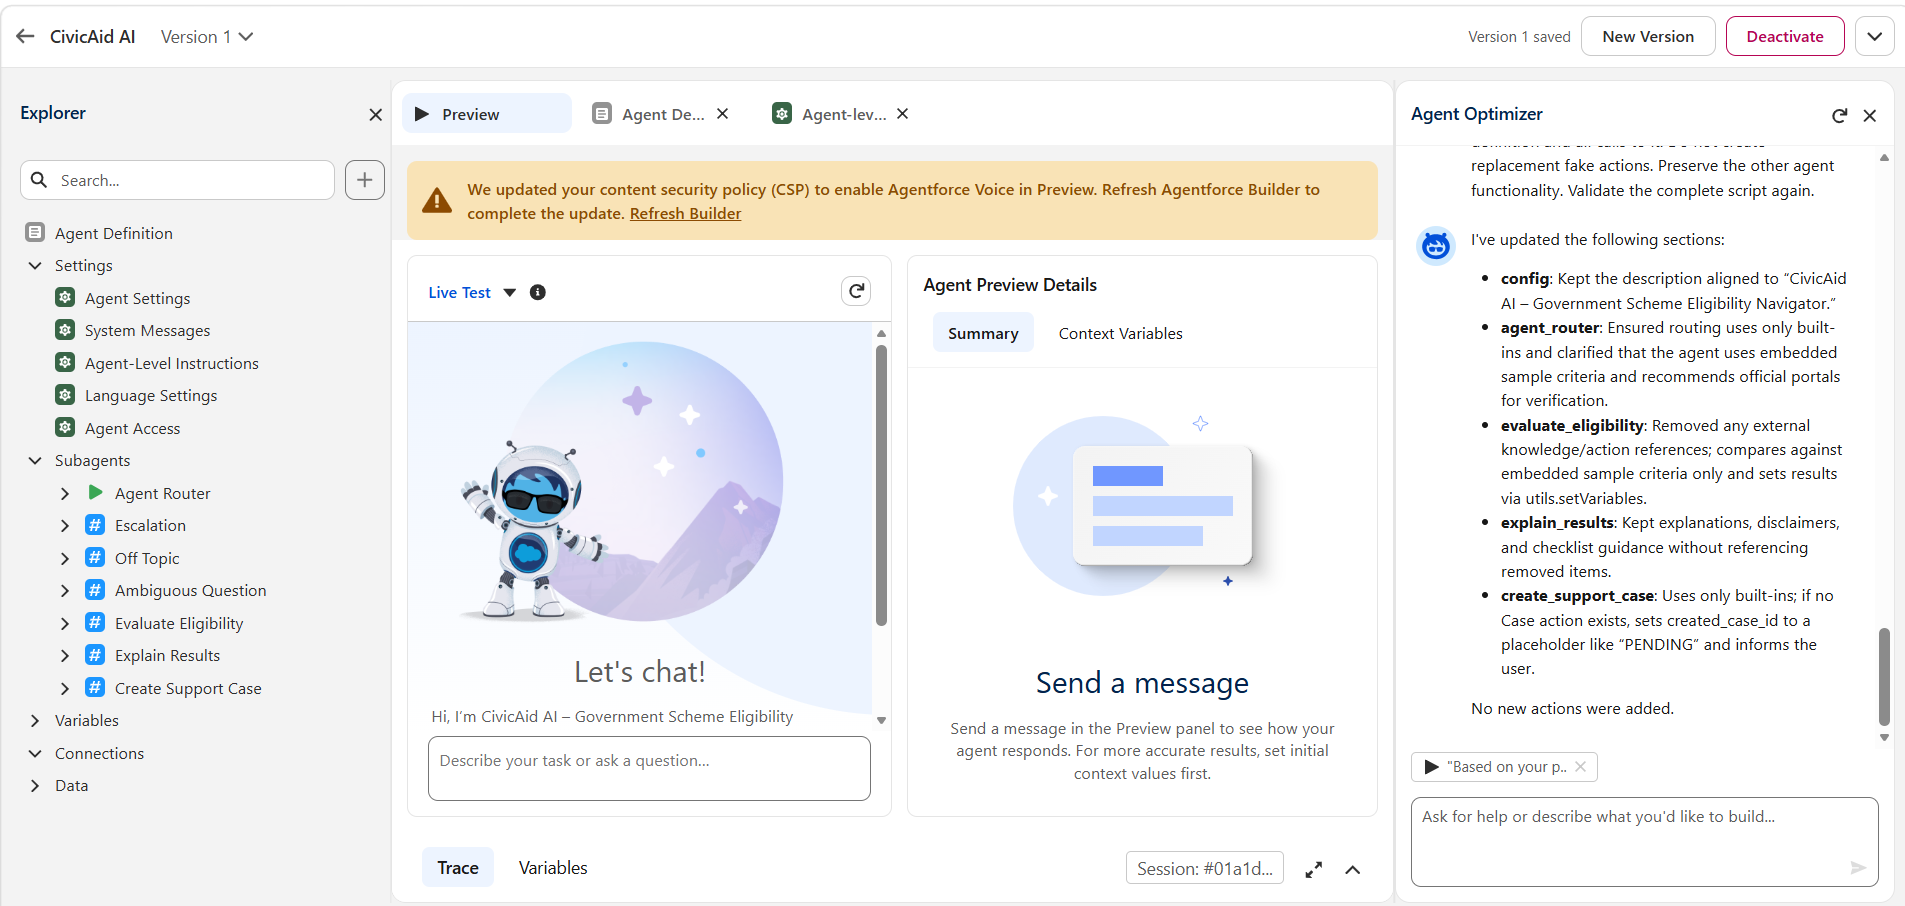 CivicAid AI
Version 1
Version 1 saved
New Version
Deactivate
Explorer
Search...
Agent Definition
Settings
Agent Settings
System Messages
Agent-Level Instructions
Language Settings
Agent Access
Subagents
Agent Router
Escalation
Off Topic
Ambiguous Question
Evaluate Eligibility
Explain Results
Create Support Case
Variables
Connections
Data
Preview
Agent De...
Agent-lev...
We updated your content security policy (CSP) to enable Agentforce Voice in Preview. Refresh Agentforce Builder to
complete the update. Refresh Builder
Live Test
Let's chat!
Hi, I’m CivicAid AI – Government Scheme Eligibility
Describe your task or ask a question...
Agent Preview Details
Summary
Context Variables
Send a message
Send a message in the Preview panel to see how your
agent responds. For more accurate results, set initial
context values first.
Trace
Variables
Session: #01a1d...
Agent Optimizer
replacement fake actions. Preserve the other agent
functionality. Validate the complete script again.
I've updated the following sections:
config: Kept the description aligned to “CivicAid
AI – Government Scheme Eligibility Navigator.”
agent_router: Ensured routing uses only built-
ins and clarified that the agent uses embedded
sample criteria and recommends official portals
for verification.
evaluate_eligibility: Removed any external
knowledge/action references; compares against
embedded sample criteria only and sets results
via utils.setVariables.
explain_results: Kept explanations, disclaimers,
and checklist guidance without referencing
removed items.
create_support_case: Uses only built-ins; if no
Case action exists, sets created_case_id to a
placeholder like “PENDING” and informs the
user.
No new actions were added.
"Based on your p..
Ask for help or describe what you'd like to build...